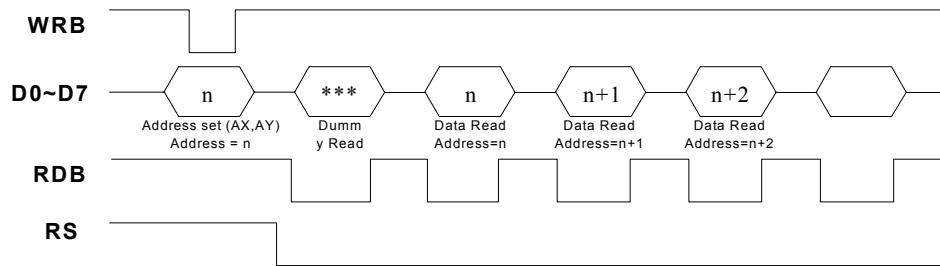 WRB
D0~D7
n
***
n
n+1
n+2
Address set (AX,AY)
Address = n
Dumm
y Read
Data Read
Address=n
Data Read
Address=n+1
Data Read
Address=n+2
RDB
RS